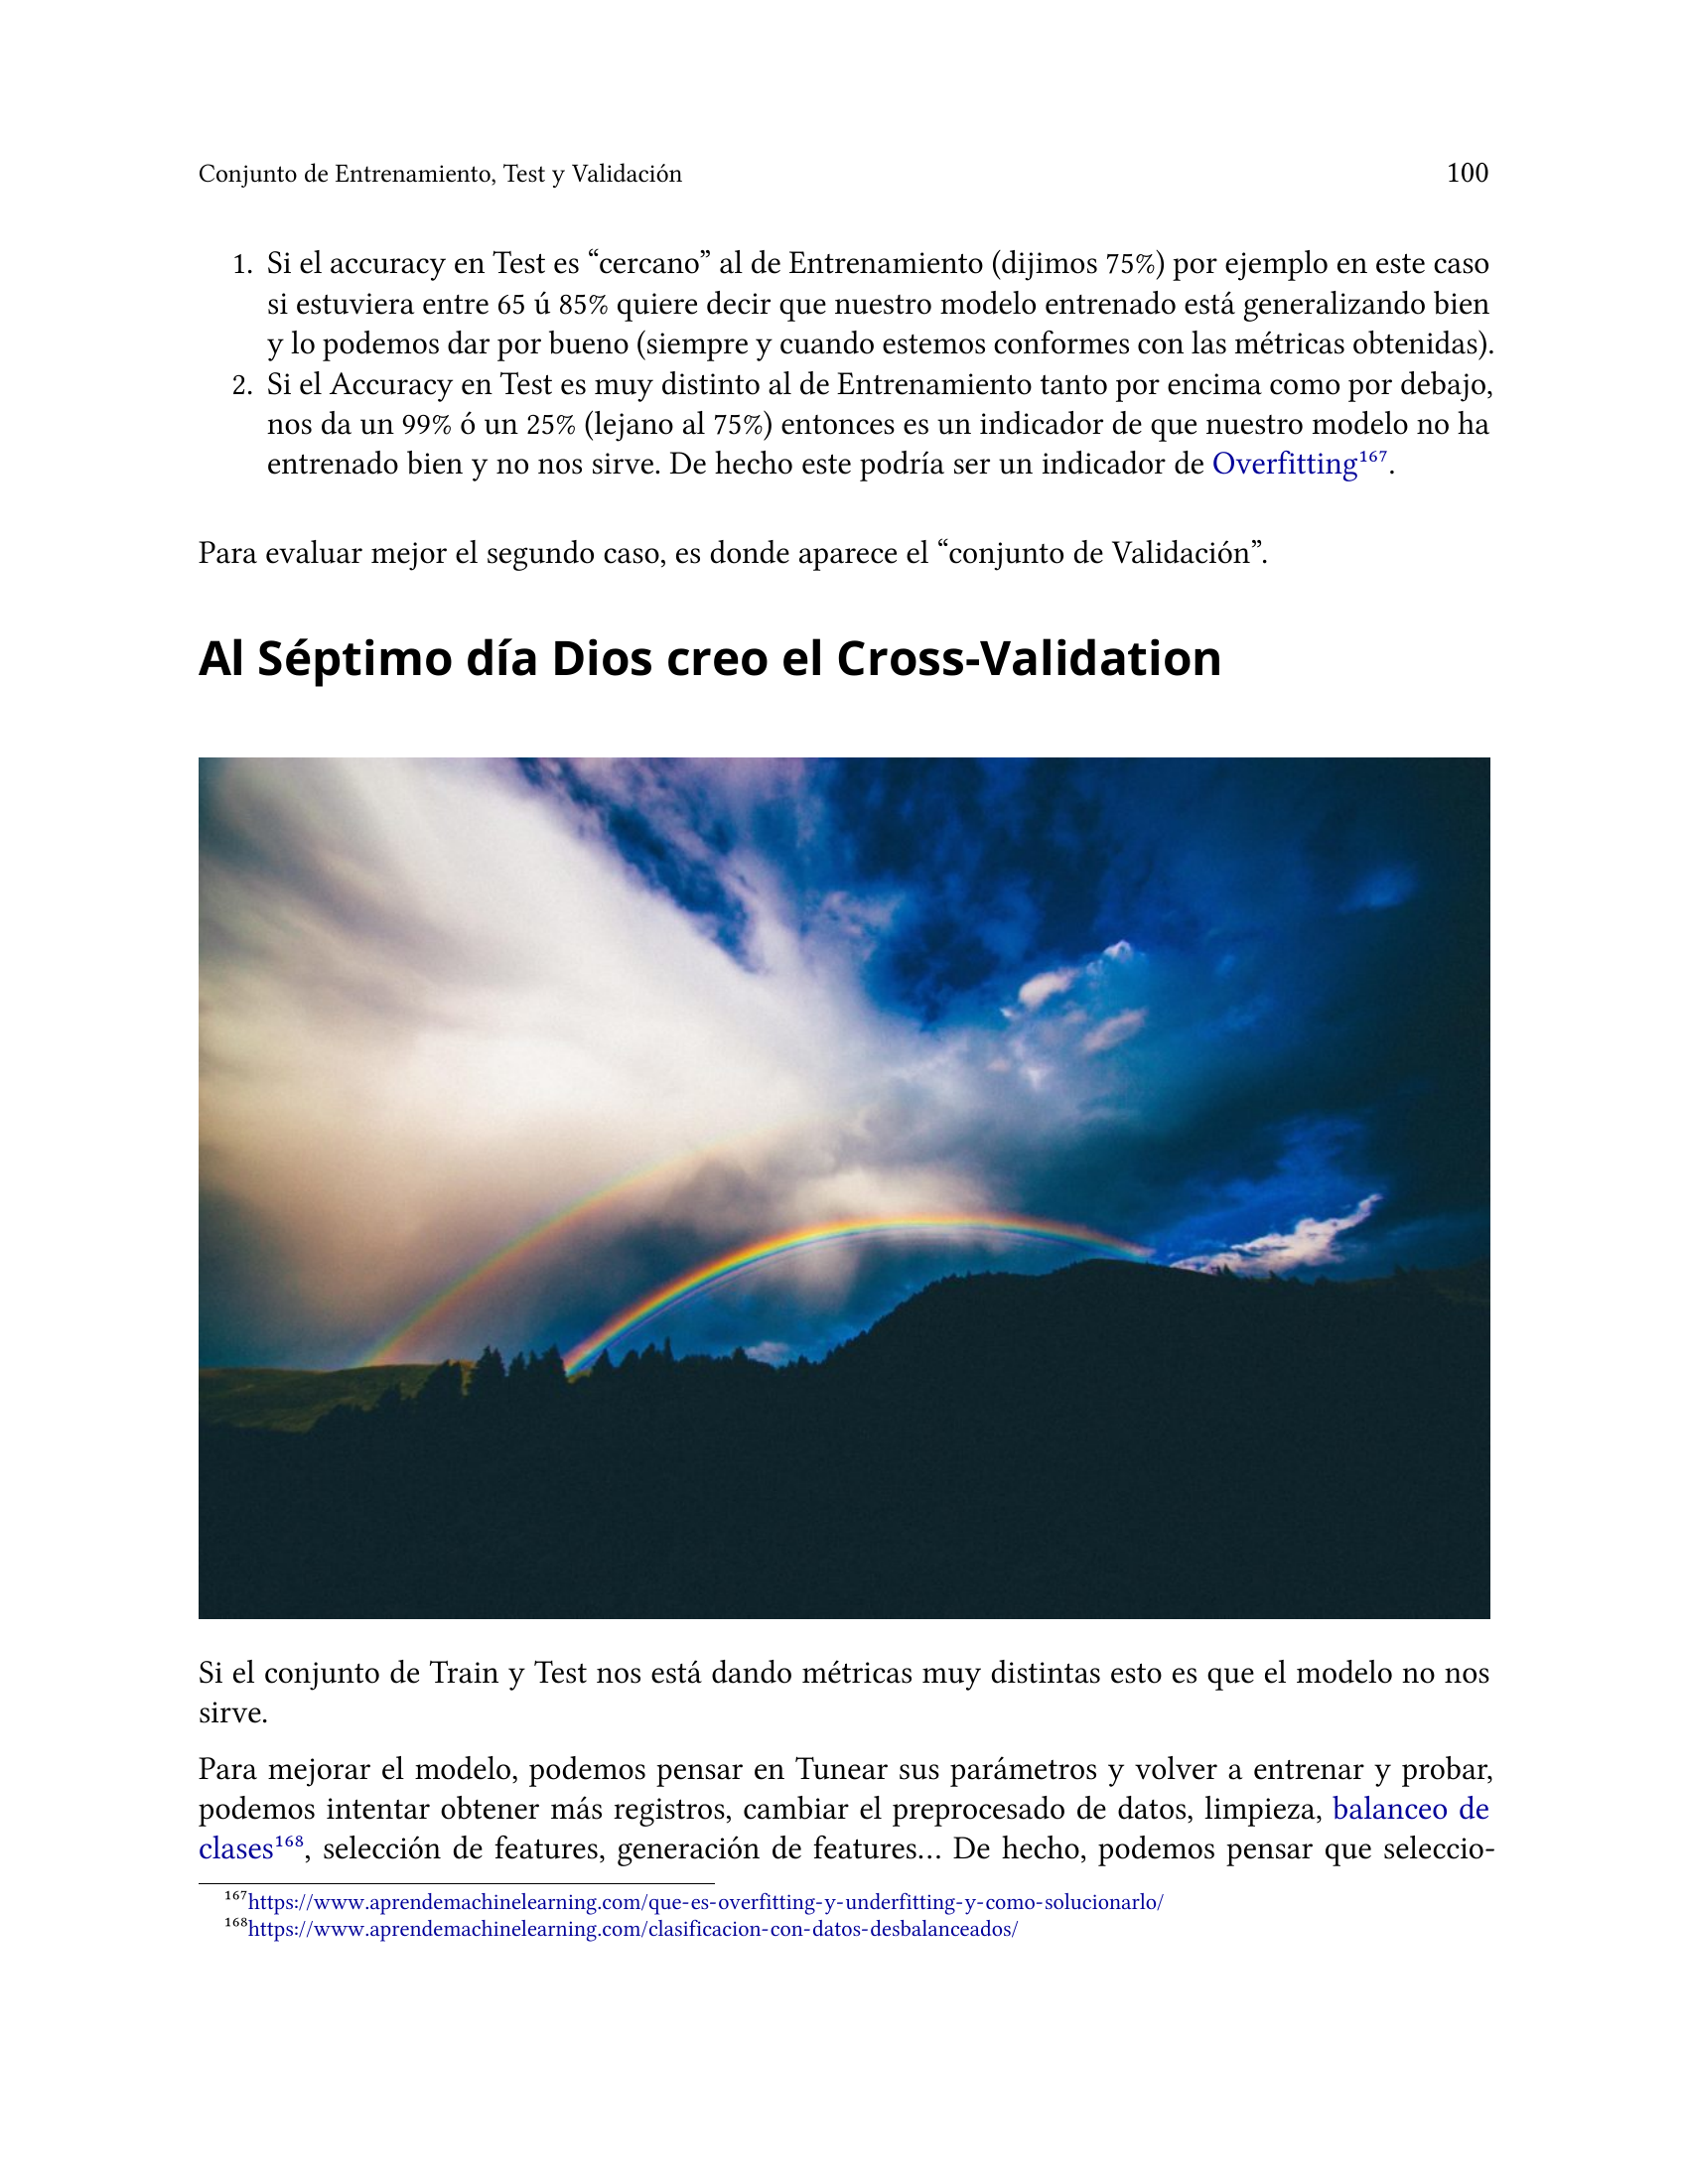 Conjunto de Entrenamiento, Test y Validación 100
1. Si el accuracy en Test es “cercano” al de Entrenamiento (dijimos 75%) por ejemplo en este caso
si estuviera entre 65 ú 85% quiere decir que nuestro modelo entrenado está generalizando bien
y lo podemos dar por bueno (siempre y cuando estemos conformes con las métricas obtenidas).
2. Si el Accuracy en Test es muy distinto al de Entrenamiento tanto por encima como por debajo,
nos da un 99% ó un 25% (lejano al 75%) entonces es un indicador de que nuestro modelo no ha
entrenado bien y no nos sirve. De hecho este podría ser un indicador de Overfitting¹⁶⁷.
Para evaluar mejor el segundo caso, es donde aparece el “conjunto de Validación”.
Al Séptimo día Dios creo el Cross-Validation
Si el conjunto de Train y Test nos está dando métricas muy distintas esto es que el modelo no nos
sirve.
Para mejorar el modelo, podemos pensar en Tunear sus parámetros y volver a entrenar y probar,
podemos intentar obtener más registros, cambiar el preprocesado de datos, limpieza, balanceo de
clases¹⁶⁸, selección de features, generación de features… De hecho, podemos pensar que seleccio-
¹⁶⁷https://www.aprendemachinelearning.com/que-es-overfitting-y-underfitting-y-como-solucionarlo/
¹⁶⁸https://www.aprendemachinelearning.com/clasificacion-con-datos-desbalanceados/